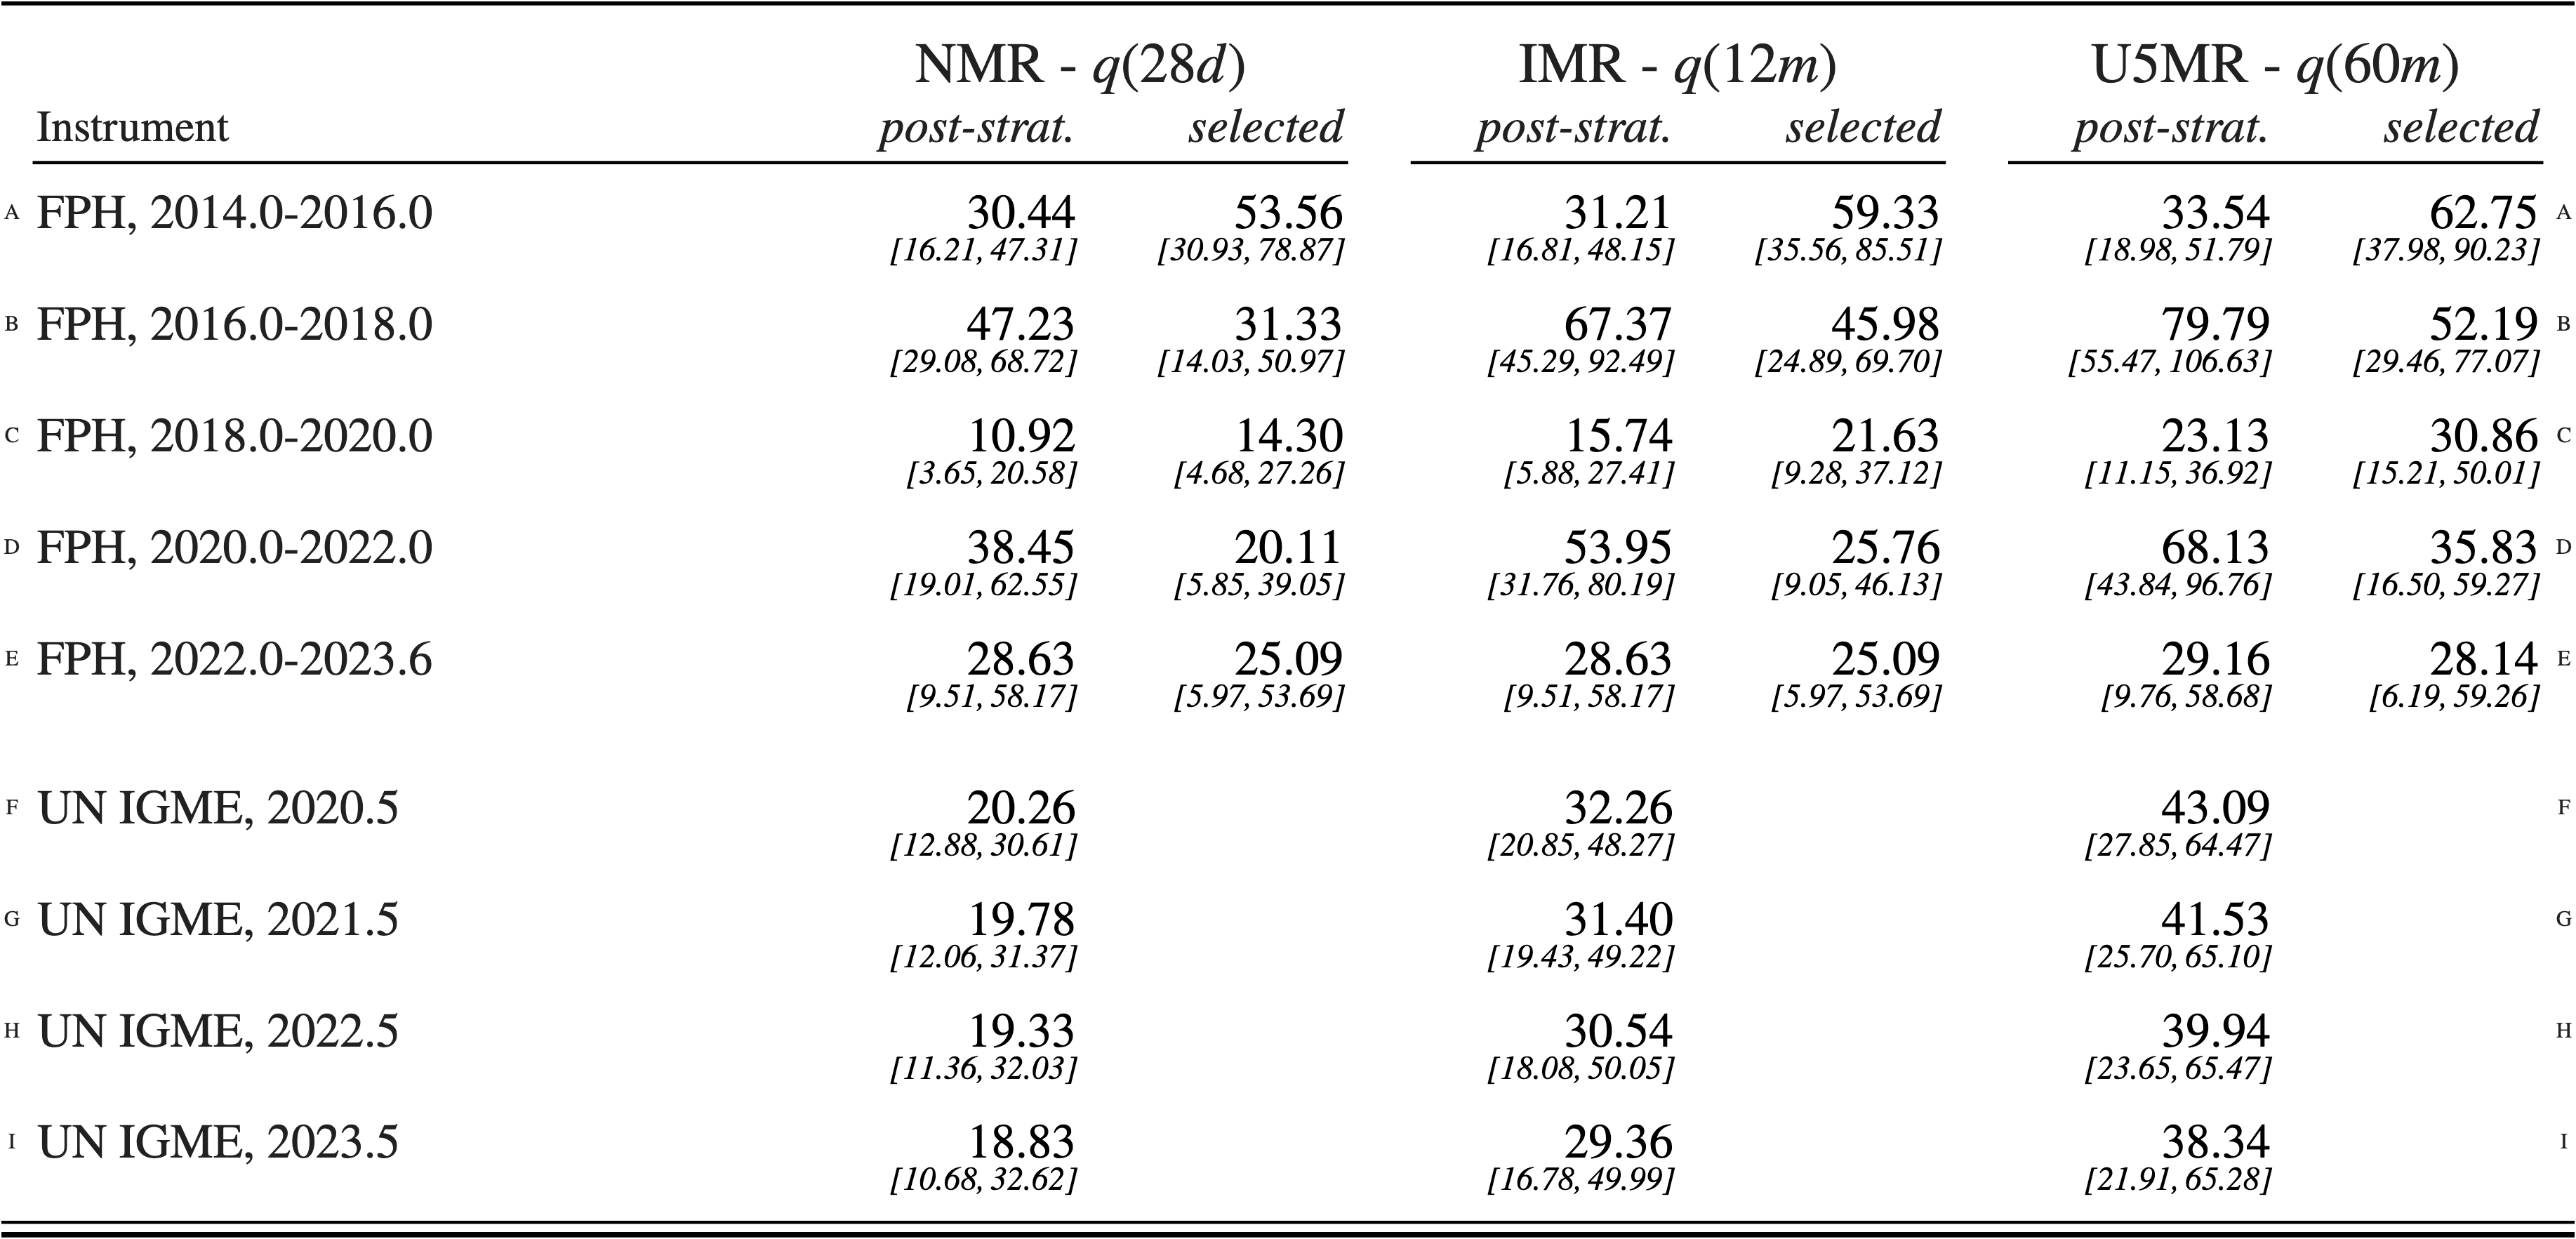 NMR - q(28d) IMR - q(12m) U5MR - q(60m)
Instrument post-strat. selected post-strat. selected post-strat. selected
A FPH, 2014.0-2016.0 30.44 53.56 31.21 59.33 33.54 62.75 A
[16.21, 47.31] [30.93, 78.87] [16.81, 48.15] [35.56, 85.51] [18.98, 51.79] [37.98, 90.23]
B FPH, 2016.0-2018.0 47.23 31.33 67.37 45.98 79.79 52.19 B
[29.08, 68.72] [14.03, 50.97] [45.29, 92.49] [24.89, 69.70] [55.47, 106.63] [29.46, 77.07]
C FPH, 2018.0-2020.0 10.92 14.30 15.74 21.63 23.13 30.86 C
[3.65, 20.58] [4.68, 27.26] [5.88, 27.41] [9.28, 37.12] [11.15, 36.92] [15.21, 50.01]
D FPH, 2020.0-2022.0 38.45 20.11 53.95 25.76 68.13 35.83 D
[19.01, 62.55] [5.85, 39.05] [31.76, 80.19] [9.05, 46.13] [43.84, 96.76] [16.50, 59.27]
E FPH, 2022.0-2023.6 28.63 25.09 28.63 25.09 29.16 28.14 E
[9.51, 58.17] [5.97, 53.69] [9.51, 58.17] [5.97, 53.69] [9.76, 58.68] [6.19, 59.26]
F UN IGME, 2020.5 20.26 32.26 43.09 F
[12.88, 30.61] [20.85, 48.27] [27.85, 64.47]
G UN IGME, 2021.5 19.78 31.40 41.53 G
[12.06, 31.37] [19.43, 49.22] [25.70, 65.10]
H UN IGME, 2022.5 19.33 30.54 39.94 H
[11.36, 32.03] [18.08, 50.05] [23.65, 65.47]
I UN IGME, 2023.5 18.83 29.36 38.34 I
[10.68, 32.62] [16.78, 49.99] [21.91, 65.28]